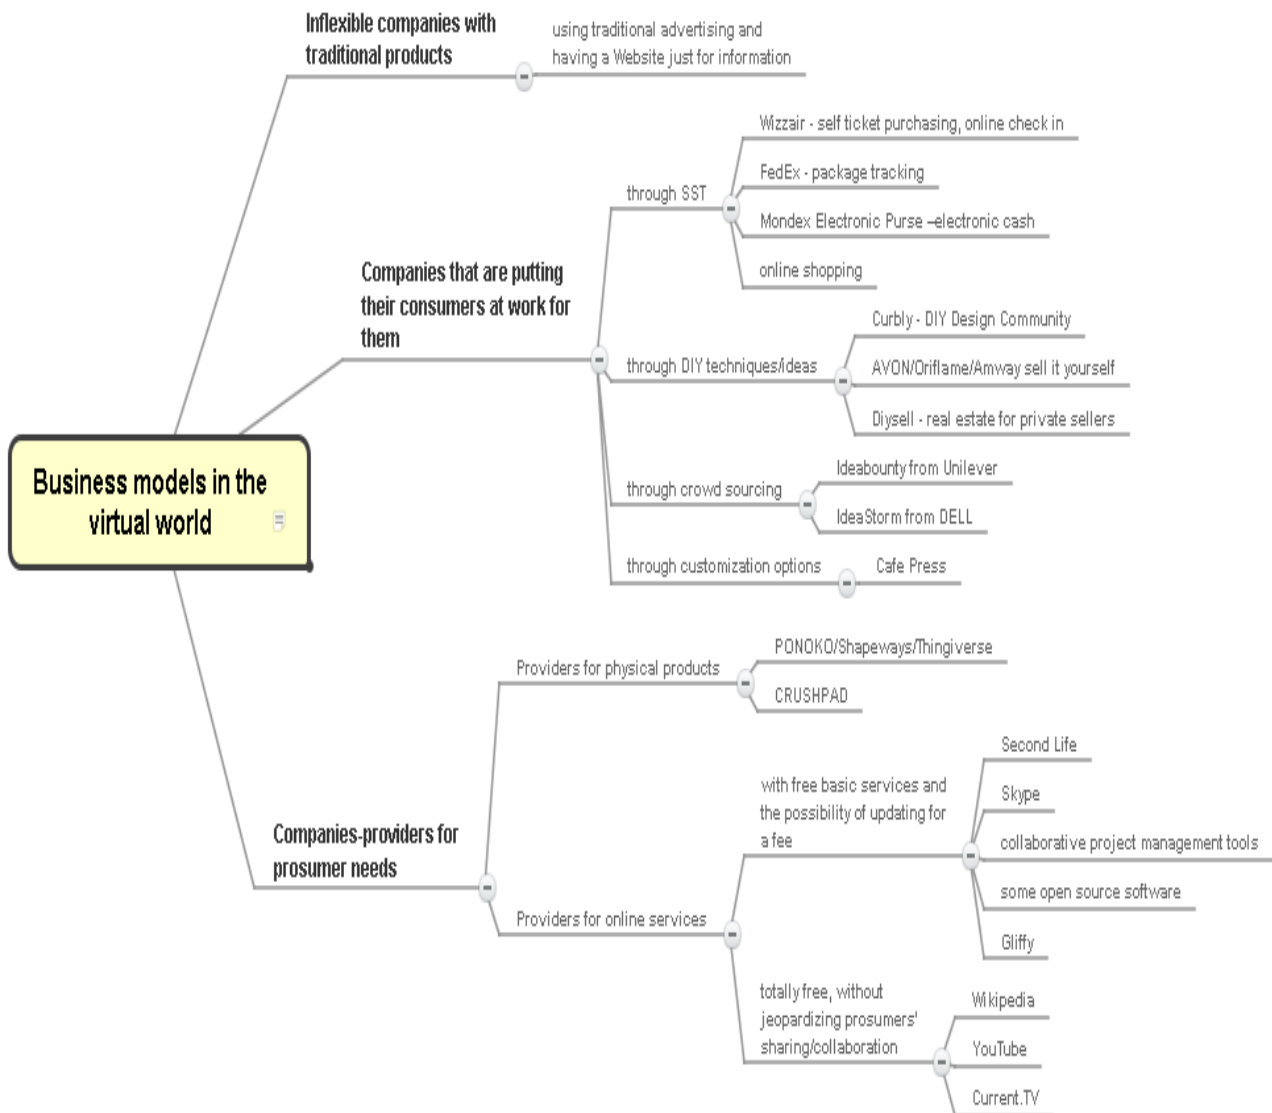 Inflexible companies with
traditional products
using traditional advertising and
having a Website just for information
Wizzair - self ticket purchasing, online check in
FedEx - package tracking
through SST
Mondex Electronic Purse –electronic cash
online shopping
Companies that are putting
their consumers at work for
them
Curbly - DIY Design Community
through DIY techniques/ideas
AVON/Oriflame/Amway sell it yourself
Diysell - real estate for private sellers
Ideabounty from Unilever
through crowd sourcing
IdeaStorm from DELL
through customization options
Cafe Press
Business models in the
virtual world
PONOKO/Shapeways/Thingiverse
Providers for physical products
CRUSHPAD
Second Life
with free basic services and
the possibility of updating for
a fee
Skype
collaborative project management tools
some open source software
Gliffy
Companies-providers for
prosumer needs
Providers for online services
totally free, without
jeopardizing prosumers'
sharing/collaboration
Wikipedia
YouTube
Current.TV